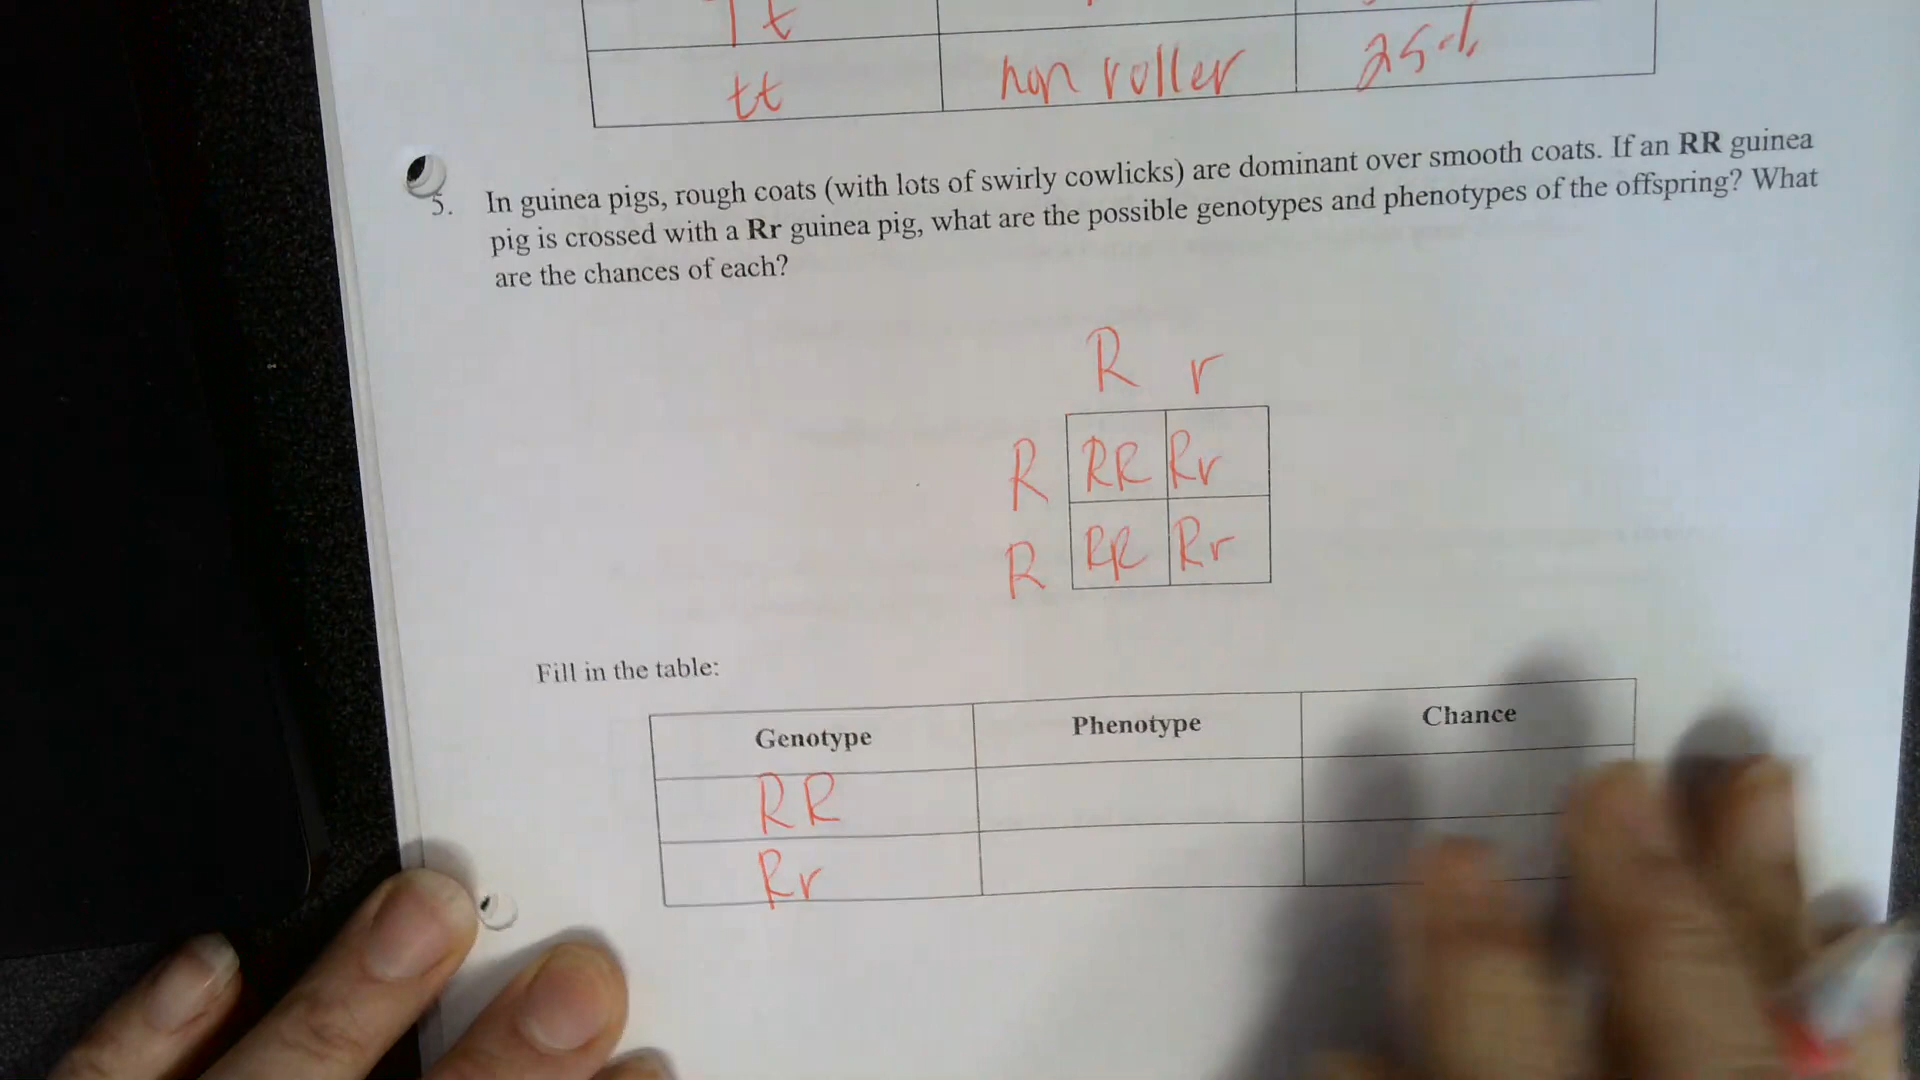 Tt
tt non roller 25%
5. In guinea pigs, rough coats (with lots of swirly cowlicks) are dominant over smooth coats. If an RR guinea
pig is crossed with a Rr guinea pig, what are the possible genotypes and phenotypes of the offspring? What
are the chances of each?
R r
R RR Rr
R RR Rr
Fill in the table:
Genotype Phenotype Chance
RR
Rr